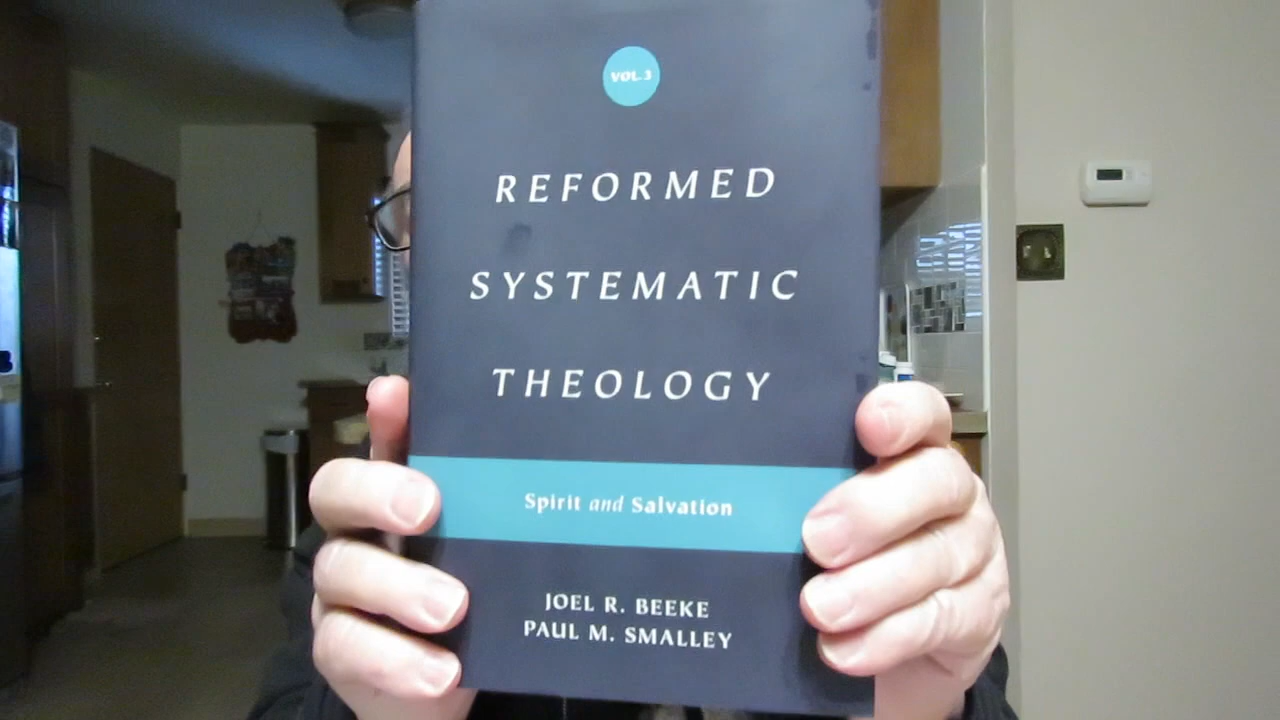 VOL. 3
REFORMED
SYSTEMATIC
THEOLOGY
Spirit and Salvation
JOEL R. BEEKE
PAUL M. SMALLEY